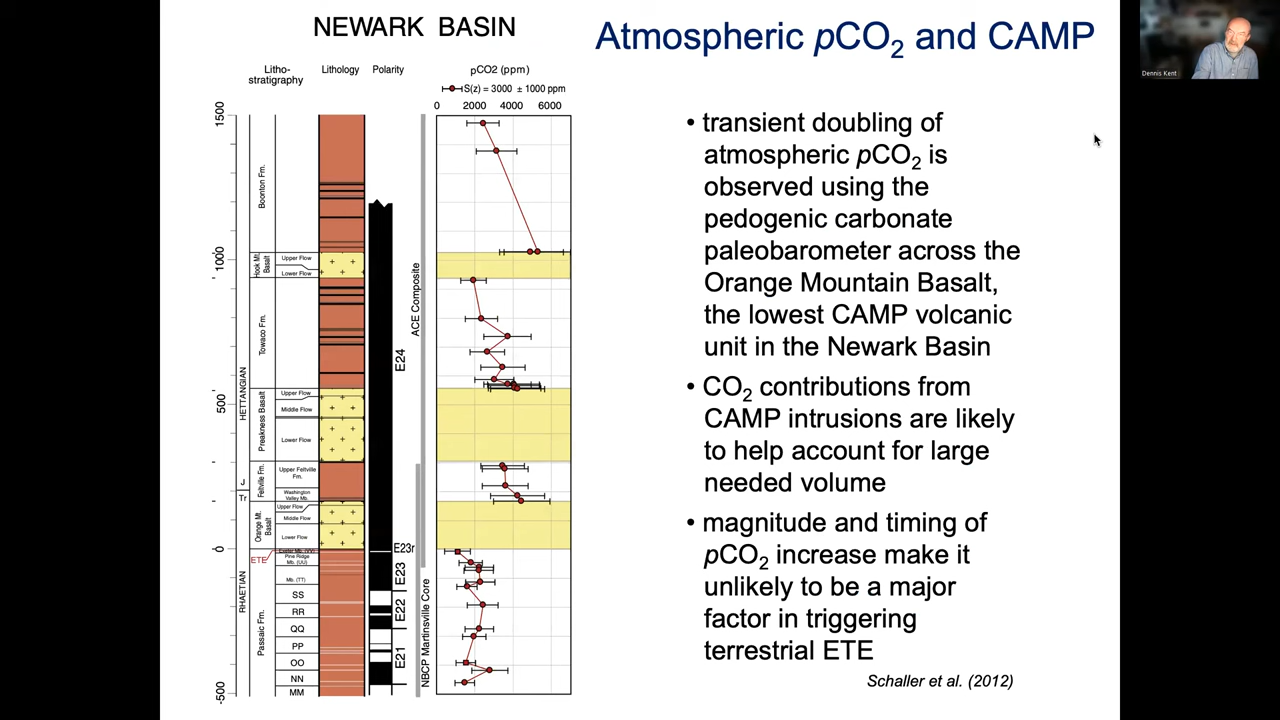 NEWARK BASIN
Atmospheric pCO2 and CAMP
Dennis Kent
Litho-
stratigraphy
Lithology
Polarity
pCO2 (ppm)
S(z) = 3000 ± 1000 ppm
0 2000 4000 6000
1500
1000
500
0
-500
Boonton Fm.
Hook Mt.
Basalt
Upper Flow
Lower Flow
Towaco Fm.
HETTANGIAN
Preakness Basalt
Upper Flow
Middle Flow
Lower Flow
Feltville Fm.
Upper Feltville
Fm.
Washington
Valley Mb.
J
Tr
Orange Mt.
Basalt
Upper Flow
Middle Flow
Lower Flow
ETE
Pine Ridge
Mb. (UU)
Mb. (TT)
SS
RR
QQ
PP
OO
NN
MM
RHAETIAN
Passaic Fm.
E24
E23r
E23
E22
E21
ACE Composite
NBCP Martinsville Core
• transient doubling of
atmospheric pCO2 is
observed using the
pedogenic carbonate
paleobarometer across the
Orange Mountain Basalt,
the lowest CAMP volcanic
unit in the Newark Basin
• CO2 contributions from
CAMP intrusions are likely
to help account for large
needed volume
• magnitude and timing of
pCO2 increase make it
unlikely to be a major
factor in triggering
terrestrial ETE
Schaller et al. (2012)